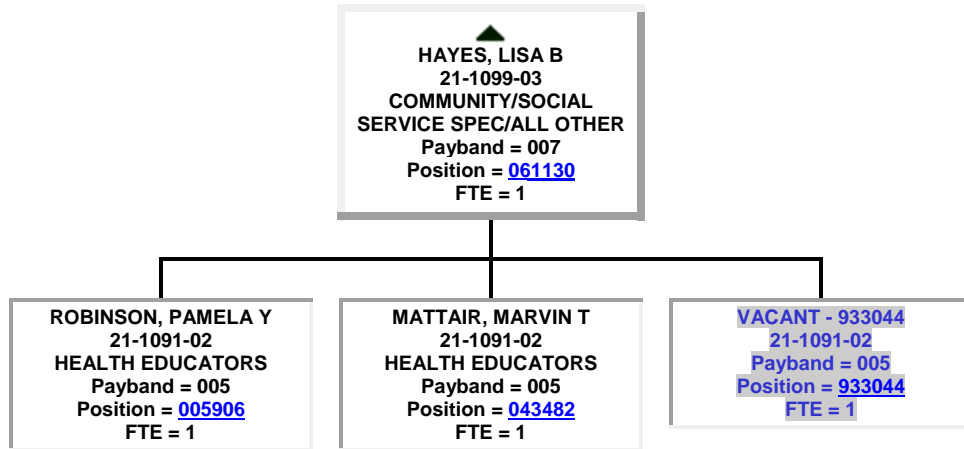 HAYES, LISA B
21-1099-03
COMMUNITY/SOCIAL
SERVICE SPEC/ALL OTHER
Payband = 007
Position = 061130
FTE = 1
ROBINSON, PAMELA Y
21-1091-02
HEALTH EDUCATORS
Payband = 005
Position = 005906
FTE = 1
MATTAIR, MARVIN T
21-1091-02
HEALTH EDUCATORS
Payband = 005
Position = 043482
FTE = 1
VACANT - 933044
21-1091-02
Payband = 005
Position = 933044
FTE = 1